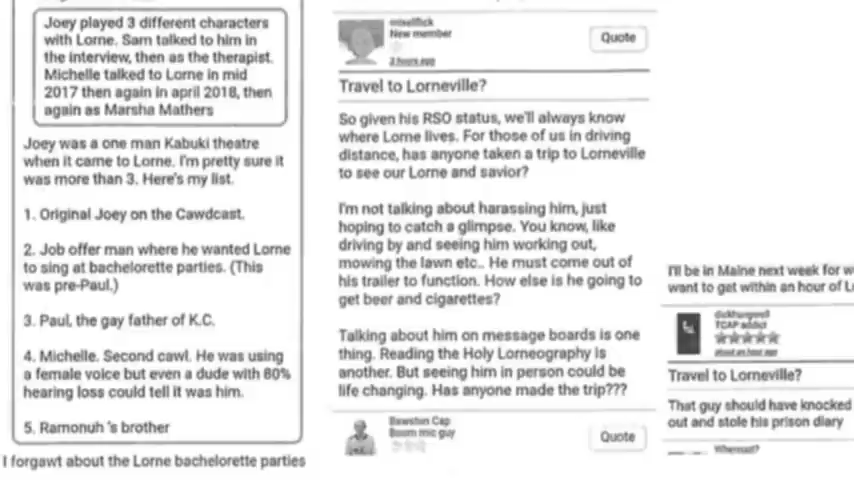 Joey played 3 different characters
with Lorne. Sam talked to him in
the interview, then as the therapist.
Michelle talked to Lorne in mid
2017 then again in april 2018, then
again as Marsha Mathers
Joey was a one man Kabuki theatre
when it came to Lorne. I'm pretty sure it
was more than 3. Here's my list.
1. Original Joey on the Cawdcast.
2. Job offer man where he wanted Lorne
to sing at bachelorette parties. (This
was pre-Paul.)
3. Paul, the gay father of K.C.
4. Michelle. Second cawl. He was using
a female voice but even a dude with 80%
hearing loss could tell it was him.
5. Ramonuh 's brother
I forgawt about the Lorne bachelorette parties
New member
3 hours ago
Quote
Travel to Lorneville?
So given his RSO status, we'll always know
where Lorne lives. For those of us in driving
distance, has anyone taken a trip to Lorneville
to see our Lorne and savior?
I'm not talking about harassing him, just
hoping to catch a glimpse. You know, like
driving by and seeing him working out,
mowing the lawn etc.. He must come out of
his trailer to function. How else is he going to
get beer and cigarettes?
Talking about him on message boards is one
thing. Reading the Holy Lorneography is
another. But seeing him in person could be
life changing. Has anyone made the trip???
Bawston Cap
Boom mic guy
Quote
I'll be in Maine next week for w
want to get within an hour of L
TCAP addict
about an hour ago
Travel to Lorneville?
That guy should have knocked
out and stole his prison diary